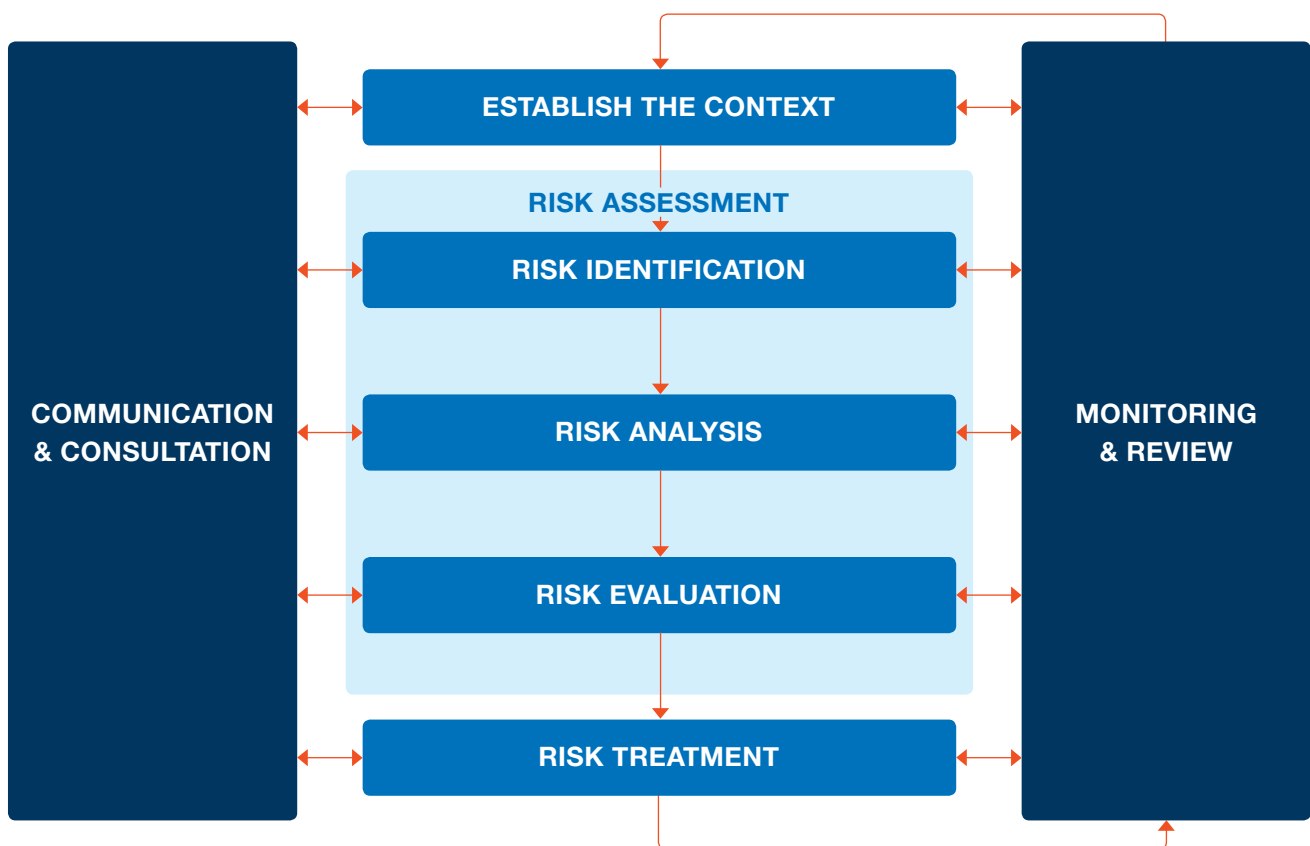 ESTABLISH THE CONTEXT
RISK ASSESSMENT
RISK IDENTIFICATION
COMMUNICATION
& CONSULTATION
RISK ANALYSIS
MONITORING
& REVIEW
RISK EVALUATION
RISK TREATMENT